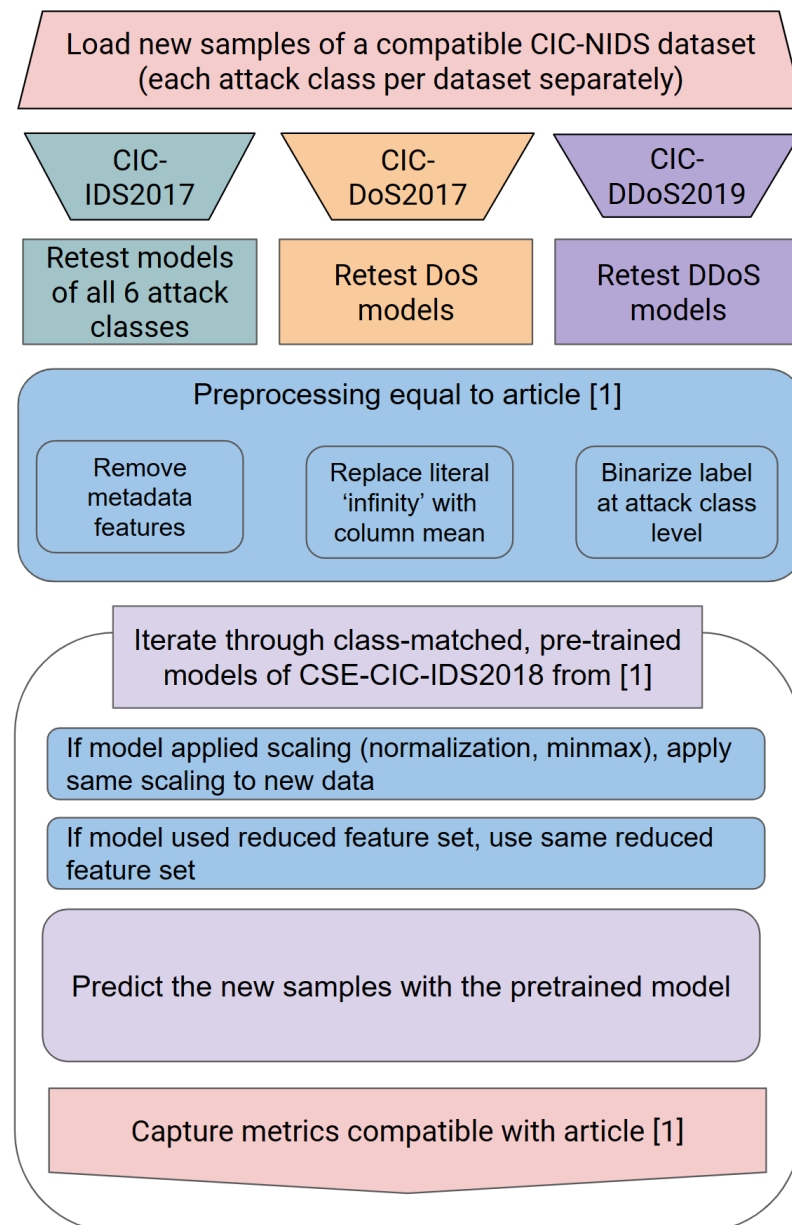 Load new samples of a compatible CIC-NIDS dataset
(each attack class per dataset separately)
CIC-
IDS2017
CIC-
DoS2017
CIC-
DDoS2019
Retest models
of all 6 attack
classes
Retest DoS
models
Retest DDoS
models
Preprocessing equal to article [1]
Remove
metadata
features
Replace literal
‘infinity’ with
column mean
Binarize label
at attack class
level
Iterate through class-matched, pre-trained
models of CSE-CIC-IDS2018 from [1]
If model applied scaling (normalization, minmax), apply
same scaling to new data
If model used reduced feature set, use same reduced
feature set
Predict the new samples with the pretrained model
Capture metrics compatible with article [1]